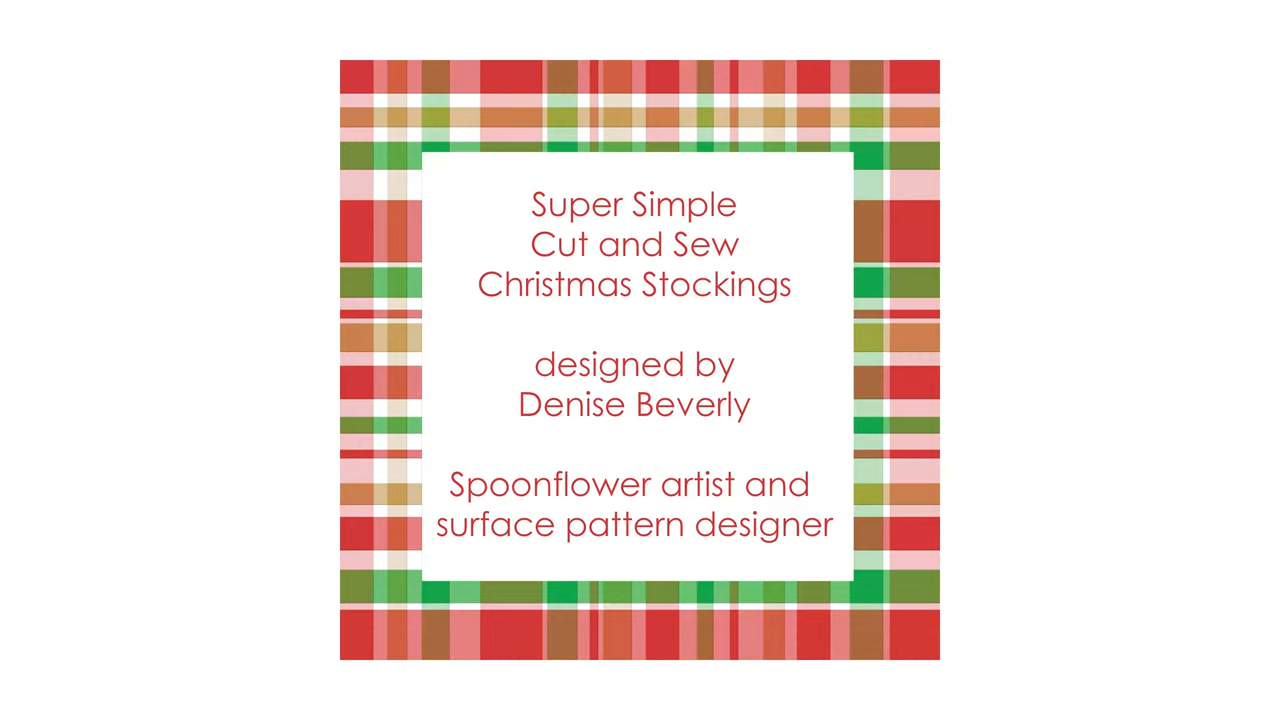 Super Simple
Cut and Sew
Christmas Stockings
designed by
Denise Beverly
Spoonflower artist and
surface pattern designer